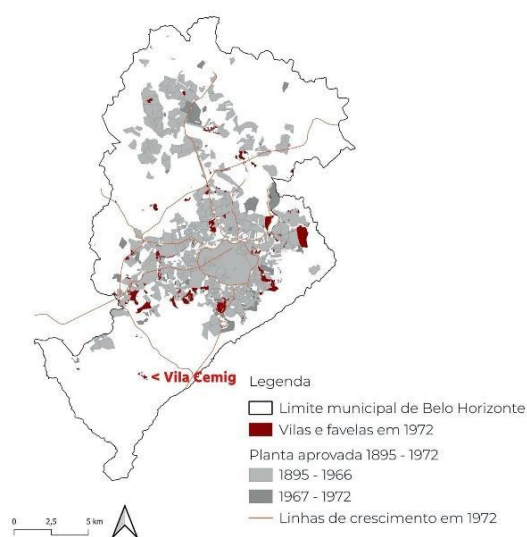 < Vila Cemig
Legenda
Limite municipal de Belo Horizonte
Vilas e favelas em 1972
Planta aprovada 1895 - 1972
1895 - 1966
1967 - 1972
Linhas de crescimento em 1972
0 2,5 5 km